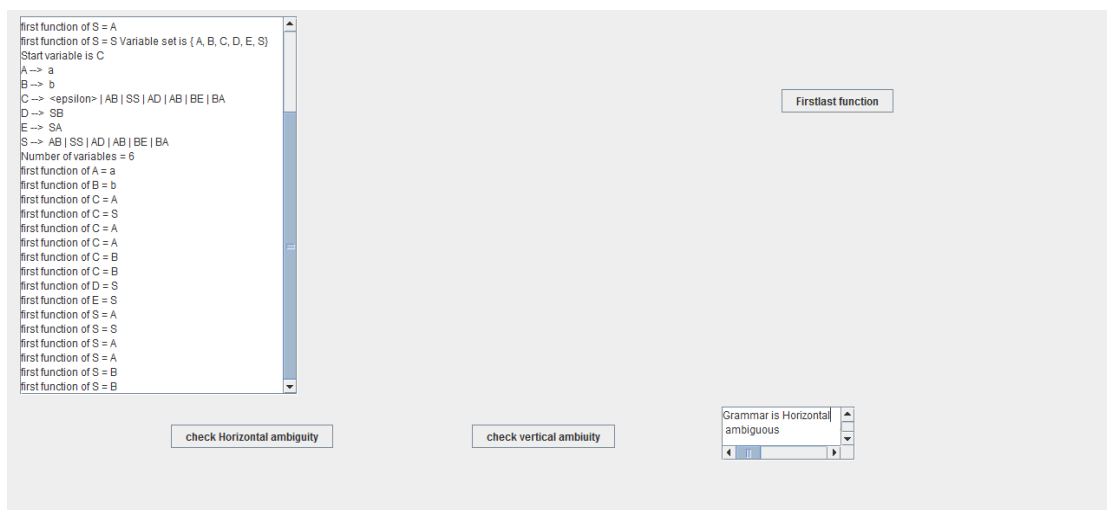 first function of S = A
first function of S = S Variable set is { A, B, C, D, E, S}
Start variable is C
A --> a
B --> b
C --> <epsilon> | AB | SS | AD | AB | BE | BA
D --> SB
E --> SA
S --> AB | SS | AD | AB | BE | BA
Number of variables = 6
first function of A = a
first function of B = b
first function of C = A
first function of C = S
first function of C = A
first function of C = A
first function of C = B
first function of C = B
first function of D = S
first function of E = S
first function of S = A
first function of S = S
first function of S = A
first function of S = A
first function of S = B
first function of S = B
Firstlast function
check Horizontal ambiguity
check vertical ambiuity
Grammar is Horizontal
ambiguous